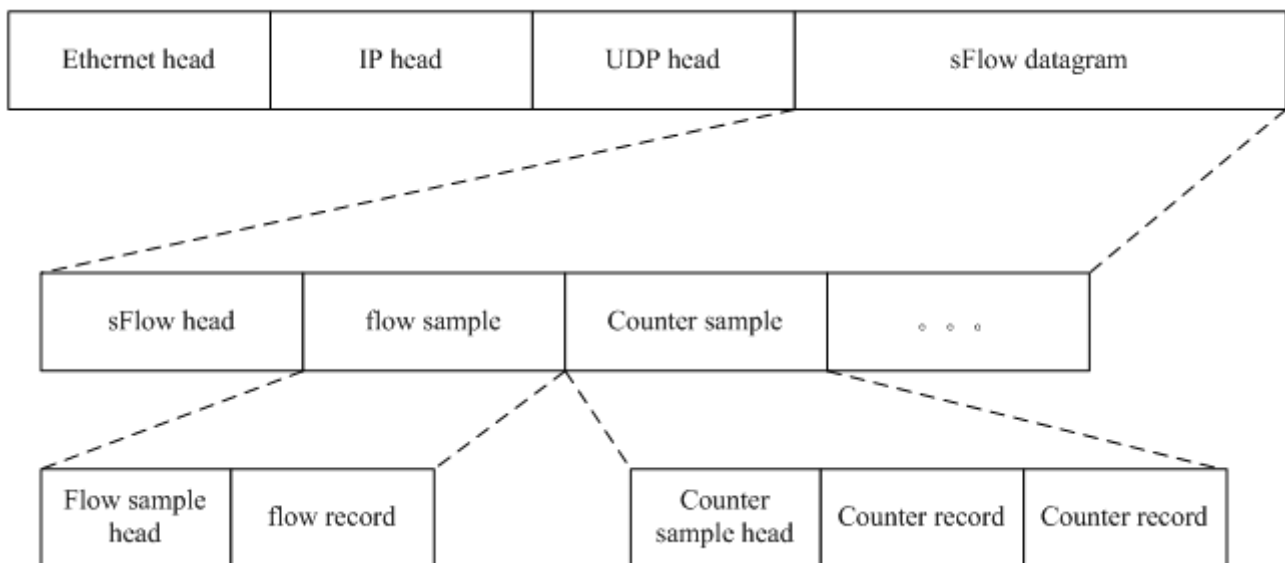 Ethernet head
IP head
UDP head
sFlow datagram
sFlow head
flow sample
Counter sample
Flow sample
head
flow record
Counter
sample head
Counter record
Counter record